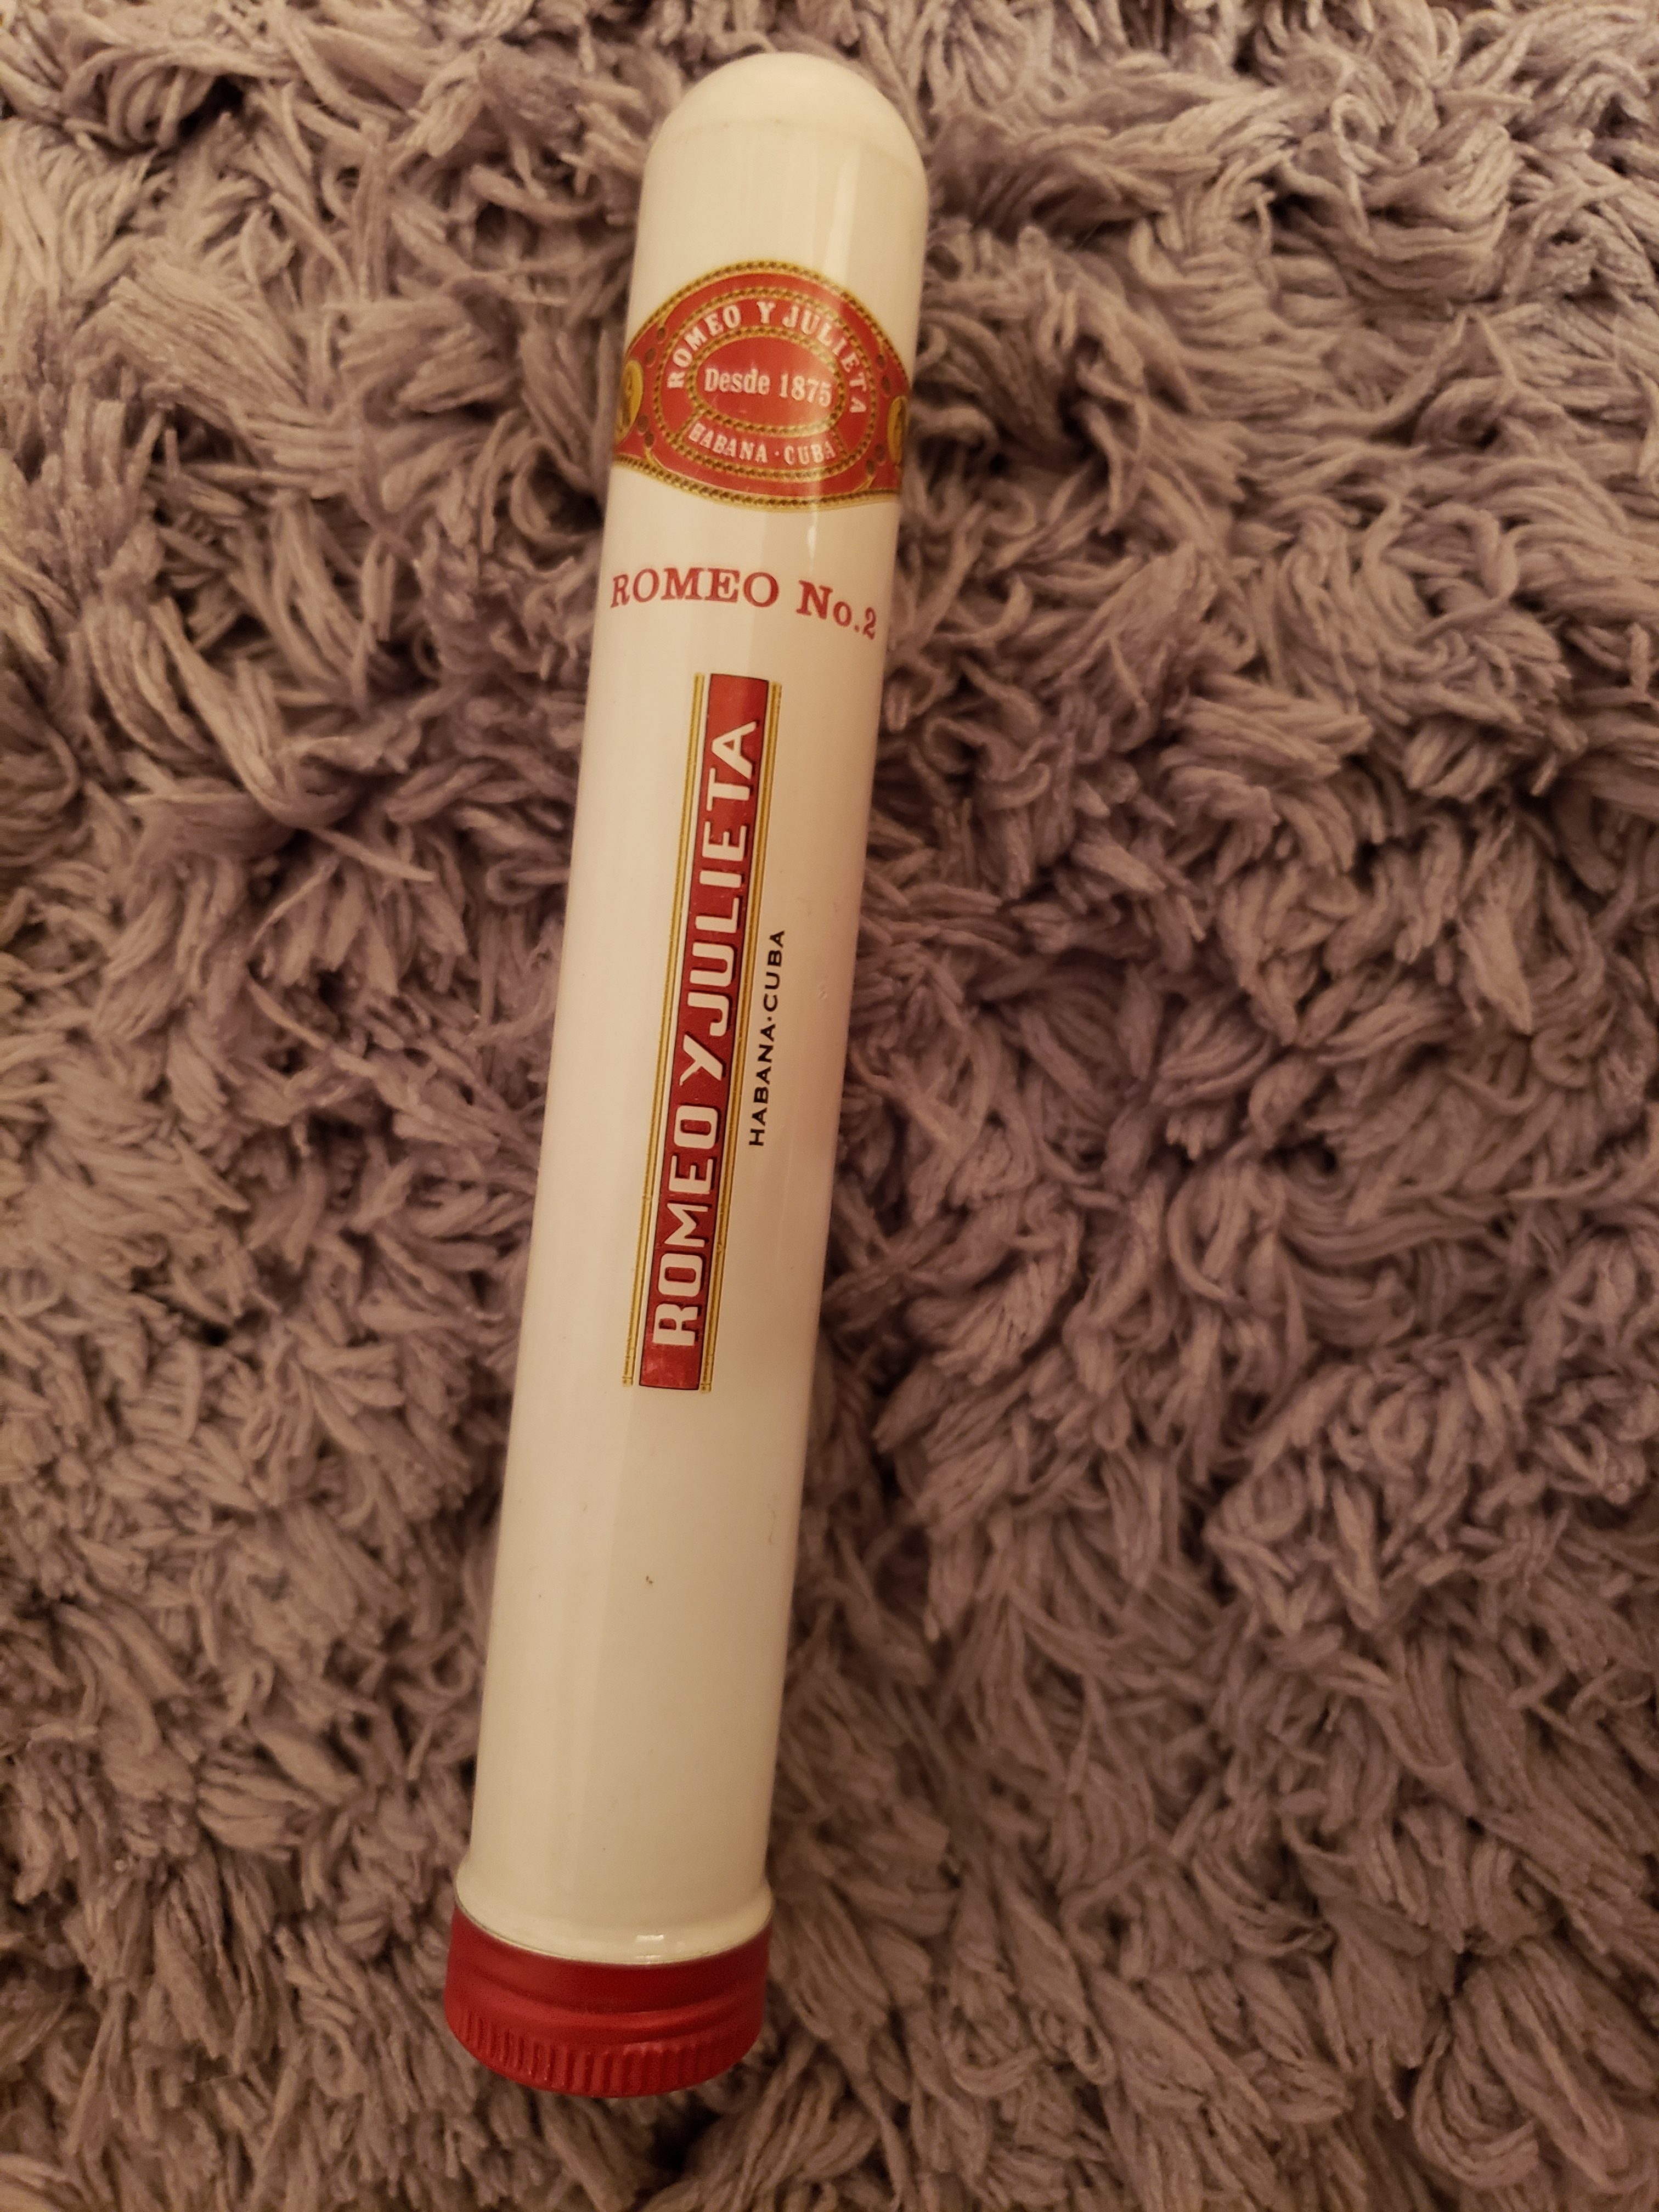 ROMEO Y JULIETA
Desde 1875
HABANA · CUBA
ROMEO No.2
ROMEO Y JULIETA
HABANA·CUBA